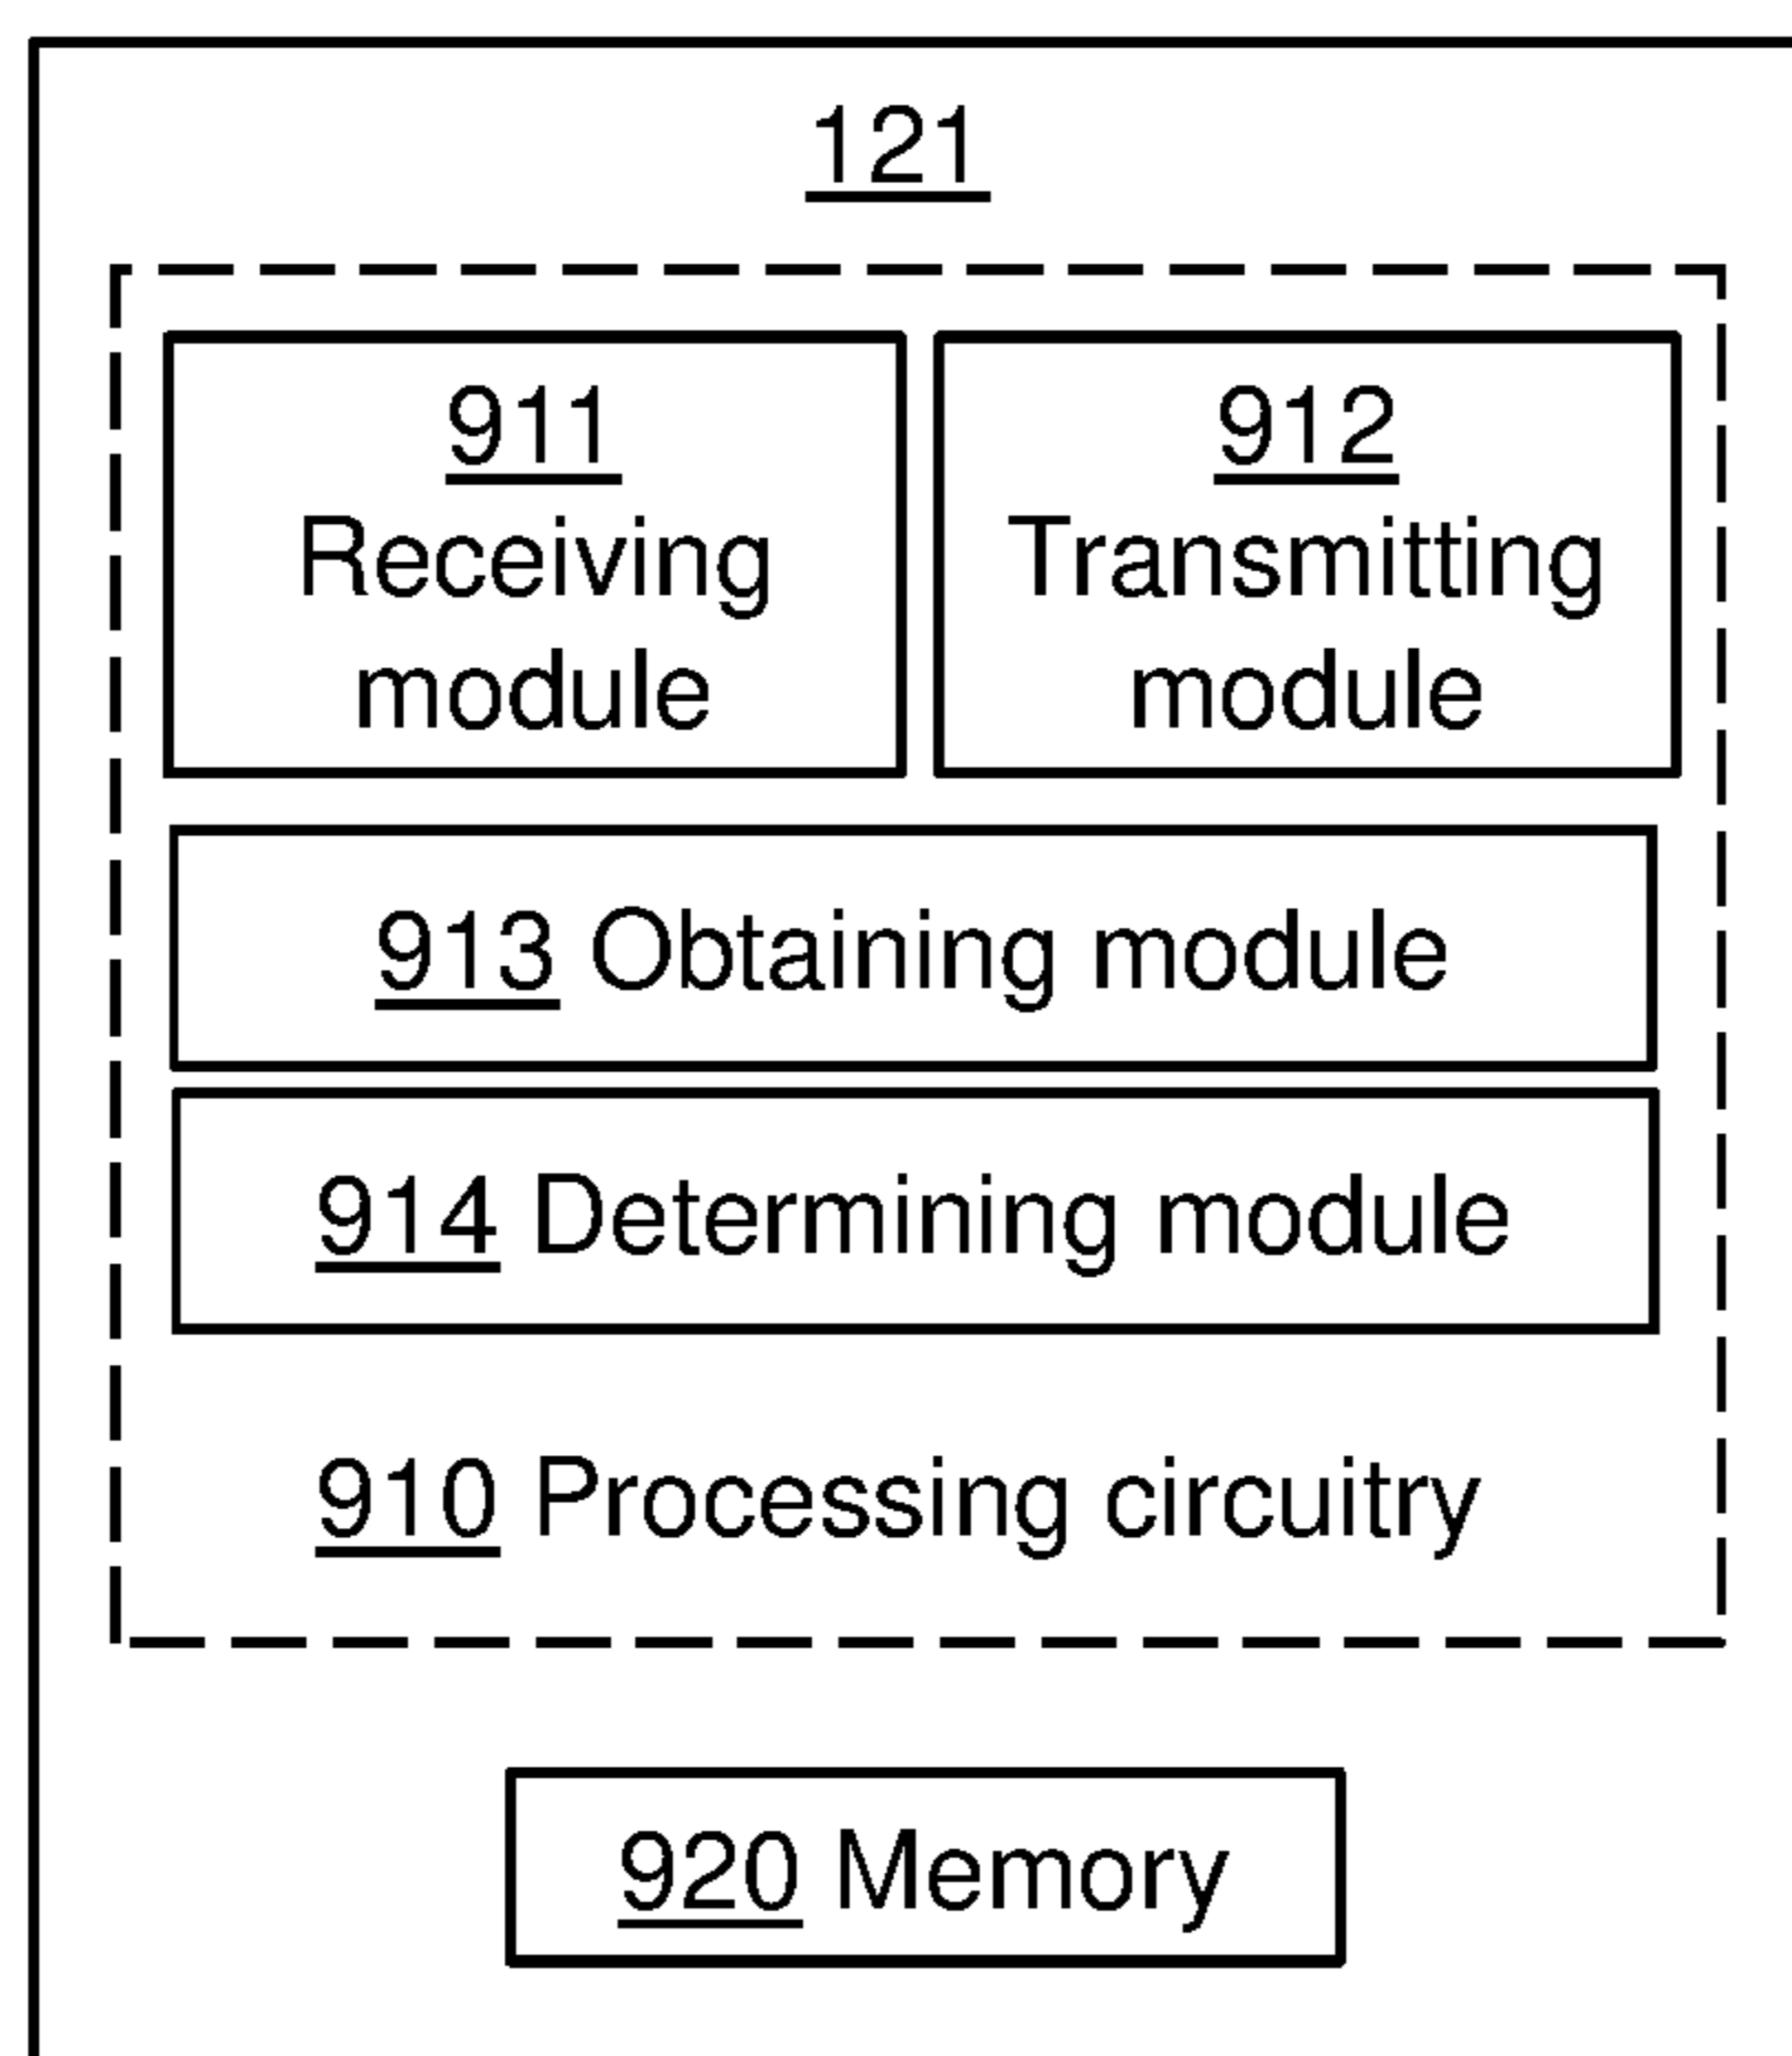 121
911
Receiving
module
912
Transmitting
module
913 Obtaining module
914 Determining module
910 Processing circuitry
920 Memory